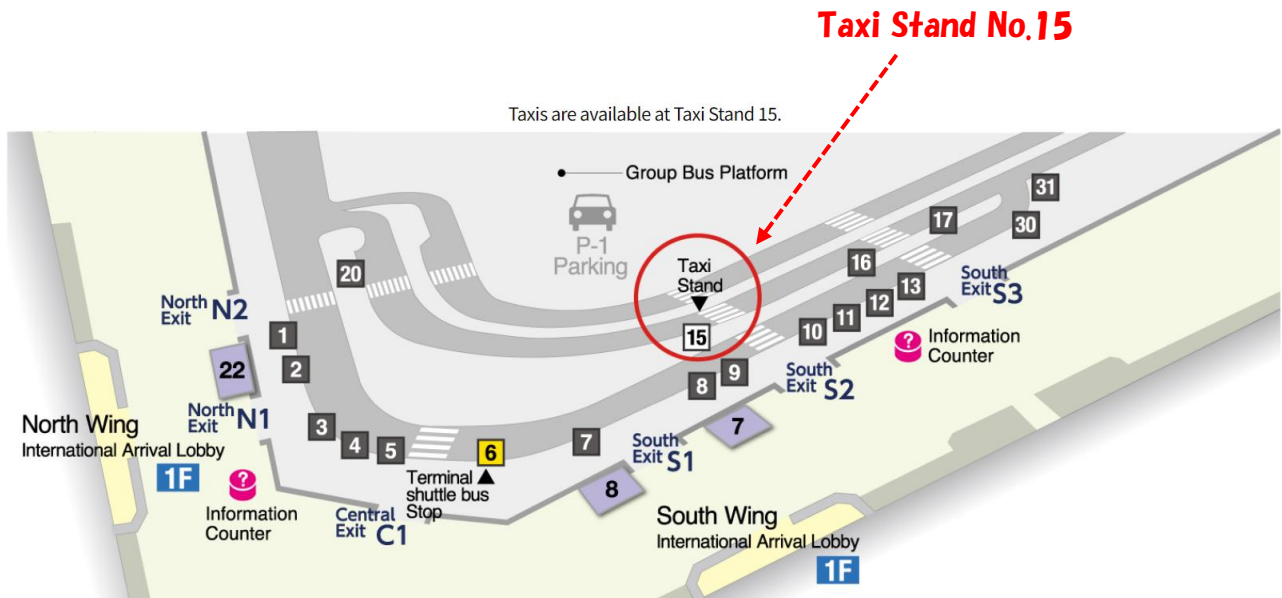 Taxi Stand No.15
Taxis are available at Taxi Stand 15.
Group Bus Platform
P-1
Parking
Taxi
Stand
15
31
30
17
16
13
12
11
10
9
8
7
6
5
4
3
2
1
20
22
7
8
North
Exit N2
North
Exit N1
North Wing
International Arrival Lobby
1F
?
Information
Counter
Central
Exit C1
Terminal
shuttle bus
Stop
South
Exit S1
South
Exit S2
South
Exit S3
?
Information
Counter
South Wing
International Arrival Lobby
1F